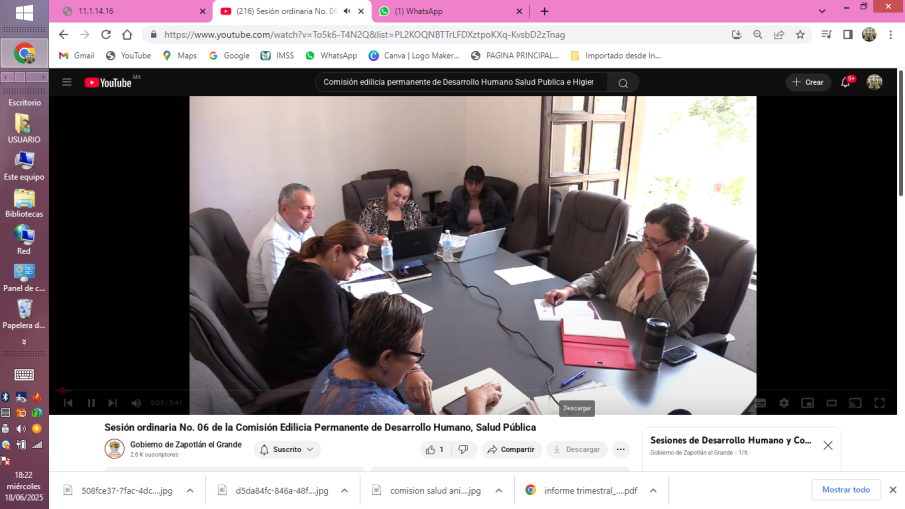 11.1.14.16
(216) Sesión ordinaria No. 06
(1) WhatsApp
https://www.youtube.com/watch?v=To5k6-T4N2Q&list=PL2KOQNBTTrLFDXztpoKXq-KvsbD2zTnag
Gmail
YouTube
Maps
Google
IMSS
WhatsApp
Canva | Logo Maker...
PAGINA PRINCIPAL...
Importado desde In...
YouTube MX
Comisión edilicia permanente de Desarrollo Humano Salud Publica e Higien
Crear
9+
Escritorio
USUARIO
Este equipo
Bibliotecas
Red
Panel de c...
Papelera d...
18:22
miércoles
18/06/2025
0:03 / 5:41
Descargar
Sesión ordinaria No. 06 de la Comisión Edilicia Permanente de Desarrollo Humano, Salud Pública
Gobierno de Zapotlán el Grande
2.6 K suscriptores
Suscrito
1
Compartir
Descargar
Sesiones de Desarrollo Humano y Co...
Gobierno de Zapotlán el Grande - 1/6
508fce37-7fac-4dc....jpg
d5da84fc-846a-48f....jpg
comision salud ani....jpg
informe trimestral_....pdf
Mostrar todo